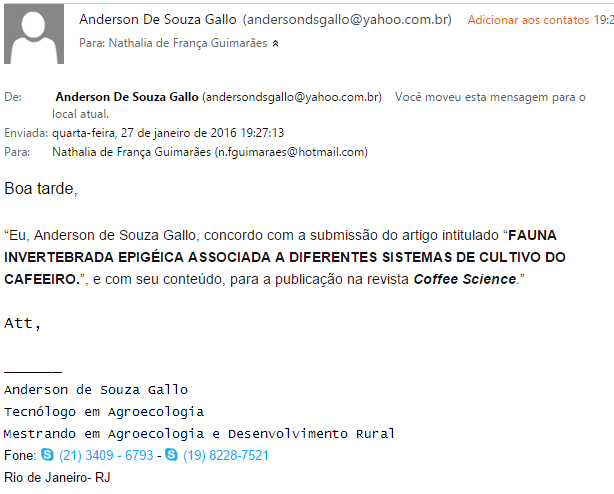 Anderson De Souza Gallo (andersondsgallo@yahoo.com.br) Adicionar aos contatos 19:2
Para: Nathalia de França Guimarães
De: Anderson De Souza Gallo (andersondsgallo@yahoo.com.br) Você moveu esta mensagem para o
local atual.
Enviada: quarta-feira, 27 de janeiro de 2016 19:27:13
Para: Nathalia de França Guimarães (n.fguimaraes@hotmail.com)
Boa tarde,
“Eu, Anderson de Souza Gallo, concordo com a submissão do artigo intitulado “FAUNA
INVERTEBRADA EPIGÉICA ASSOCIADA A DIFERENTES SISTEMAS DE CULTIVO DO
CAFEEIRO.”, e com seu conteúdo, para a publicação na revista Coffee Science.”
Att,
______
Anderson de Souza Gallo
Tecnólogo em Agroecologia
Mestrando em Agroecologia e Desenvolvimento Rural
Fone: (21) 3409 - 6793 - (19) 8228-7521
Rio de Janeiro- RJ